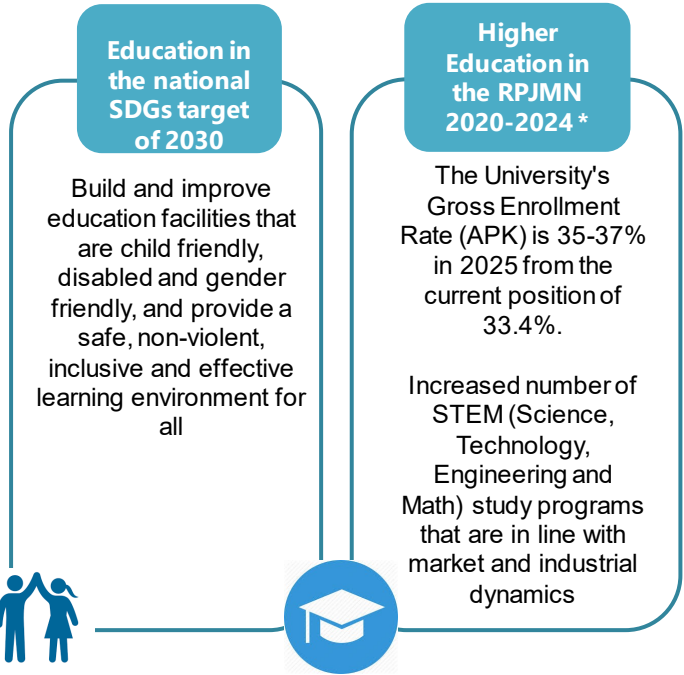 Education in
the national
SDGs target
of 2030
Build and improve
education facilities that
are child friendly,
disabled and gender
friendly, and provide a
safe, non-violent,
inclusive and effective
learning environment for
all
Higher
Education in
the RPJMN
2020-2024 *
The University's
Gross Enrollment
Rate (APK) is 35-37%
in 2025 from the
current position of
33.4%.
Increased number of
STEM (Science,
Technology,
Engineering and
Math) study programs
that are in line with
market and industrial
dynamics